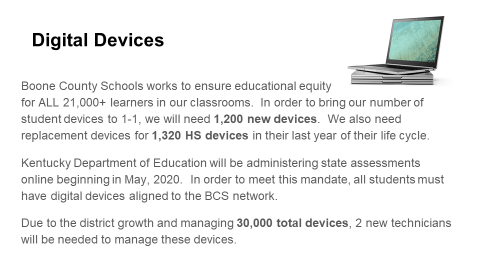 Digital Devices
Boone County Schools works to ensure educational equity
for ALL 21,000+ learners in our classrooms.  In order to bring our number of
student devices to 1:1, we will need 1,200 new devices.  We also need
replacement devices for 1,320 HS devices in their last year of their life cycle.
Kentucky Department of Education will be administering state assessments
online beginning in May, 2020.  In order to meet this mandate, all students must
have digital devices aligned to the BCS network.
Due to the district growth and managing 30,000 total devices, 2 new technicians
will be needed to manage these devices.